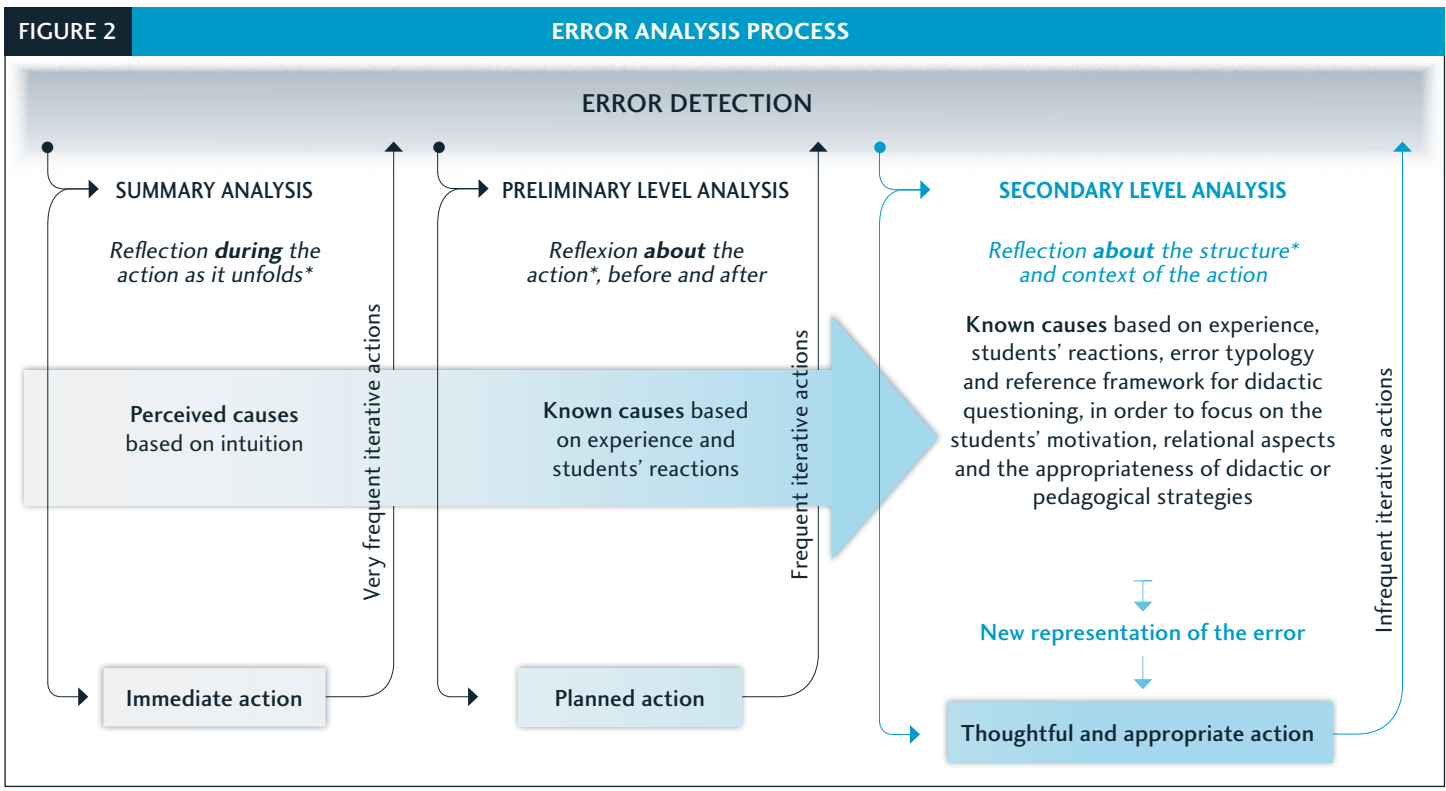 FIGURE 2
ERROR ANALYSIS PROCESS
ERROR DETECTION
SUMMARY ANALYSIS
Reflection during the
action as it unfolds*
Perceived causes
based on intuition
Very frequent iterative actions
Immediate action
PRELIMINARY LEVEL ANALYSIS
Reflexion about the
action*, before and after
Known causes based
on experience and
students’ reactions
Frequent iterative actions
Planned action
SECONDARY LEVEL ANALYSIS
Reflection about the structure*
and context of the action
Known causes based on experience,
students’ reactions, error typology
and reference framework for didactic
questioning, in order to focus on the
students’ motivation, relational aspects
and the appropriateness of didactic or
pedagogical strategies
New representation of the error
Infrequent iterative actions
Thoughtful and appropriate action